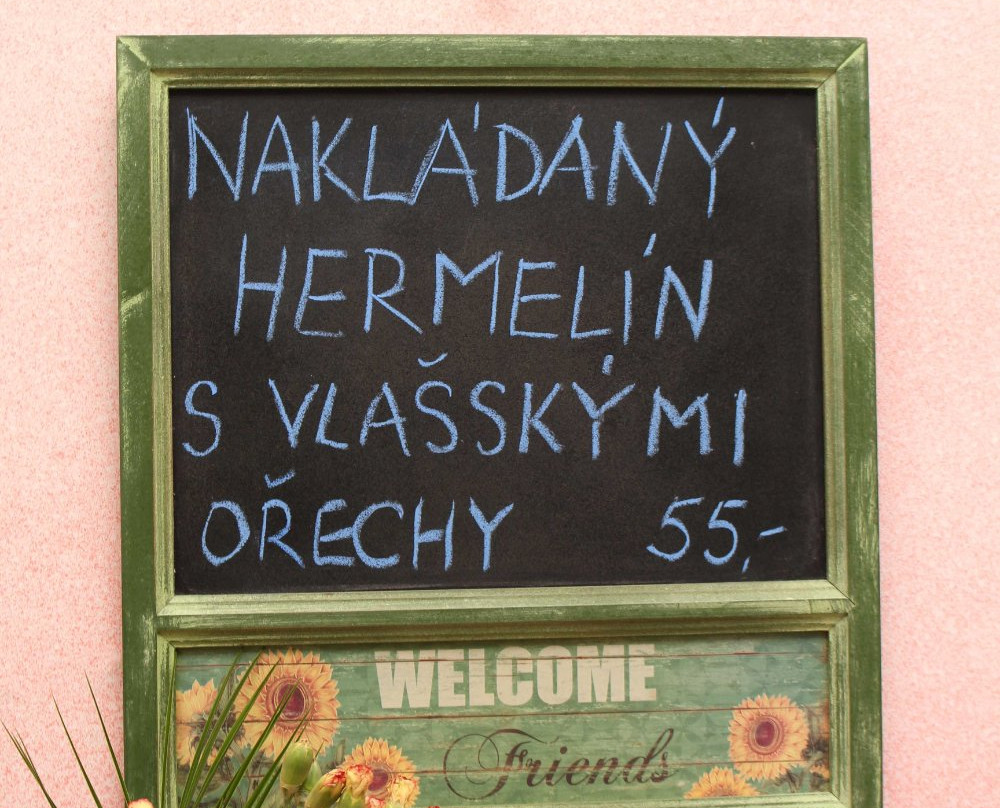 NAKLÁDANÝ
HERMELÍN
S VLAŠSKÝMI
OŘECHY 55,-
WELCOME
Friends